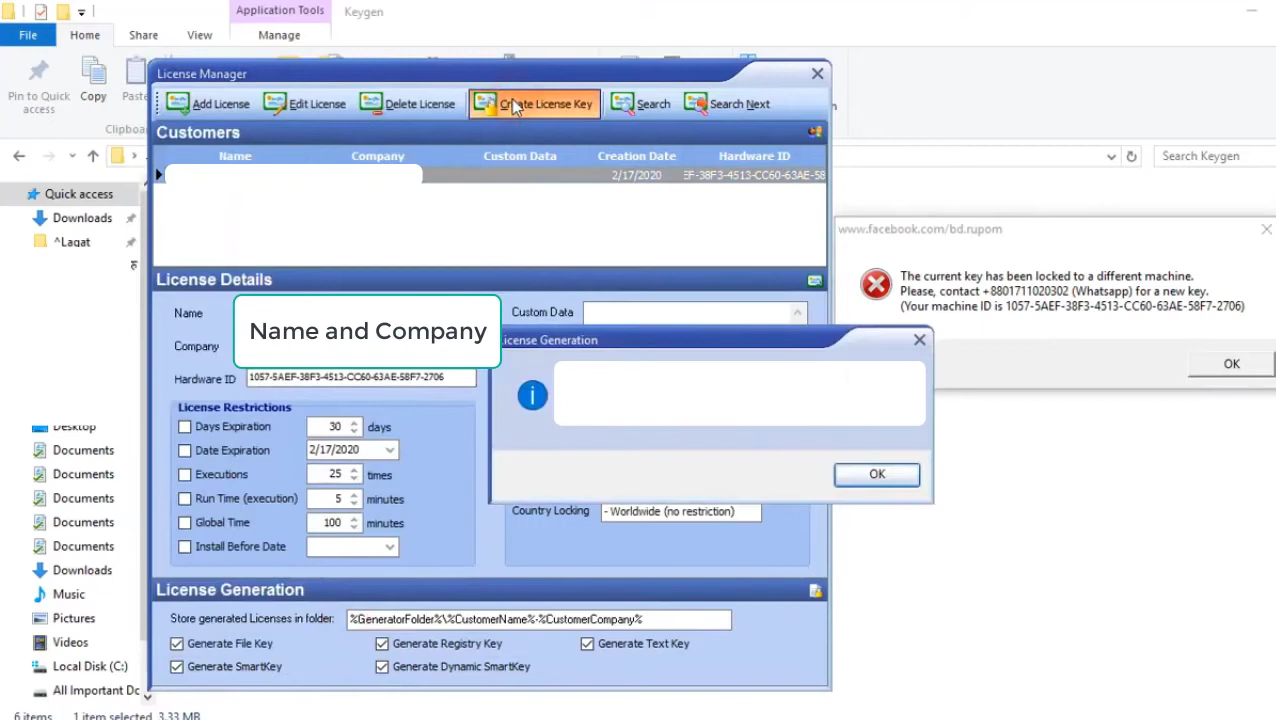 Application Tools
Keygen
File
Home
Share
View
Manage
Pin to Quick
access
Copy
Paste
Clipboa
License Manager
Add License
Edit License
Delete License
Create License Key
Search
Search Next
Customers
Name
Company
Custom Data
Creation Date
Hardware ID
2/17/2020
EF-38F3-4513-CC60-63AE-58
Search Keygen
Quick access
Downloads
^Laqat
www.facebook.com/bd.rupom
The current key has been locked to a different machine.
Please, contact +8801711020302 (Whatsapp) for a new key.
(Your machine ID is 1057-5AEF-38F3-4513-CC60-63AE-58F7-2706)
OK
License Details
Name
Custom Data
Name and Company
Company
License Generation
Hardware ID
1057-5AEF-38F3-4513-CC60-63AE-58F7-2706
License Restrictions
Days Expiration
30
days
Date Expiration
2/17/2020
Executions
25
times
Run Time (execution)
5
minutes
Global Time
100
minutes
Install Before Date
OK
Country Locking
- Worldwide (no restriction)
Desktop
Documents
Documents
Documents
Documents
Documents
Downloads
Music
Pictures
Videos
Local Disk (C:)
All Important Dc
License Generation
Store generated Licenses in folder:
%GeneratorFolder%\%CustomerName%-%CustomerCompany%
Generate File Key
Generate Registry Key
Generate Text Key
Generate SmartKey
Generate Dynamic SmartKey
6 items
1 item selected 3.33 MB